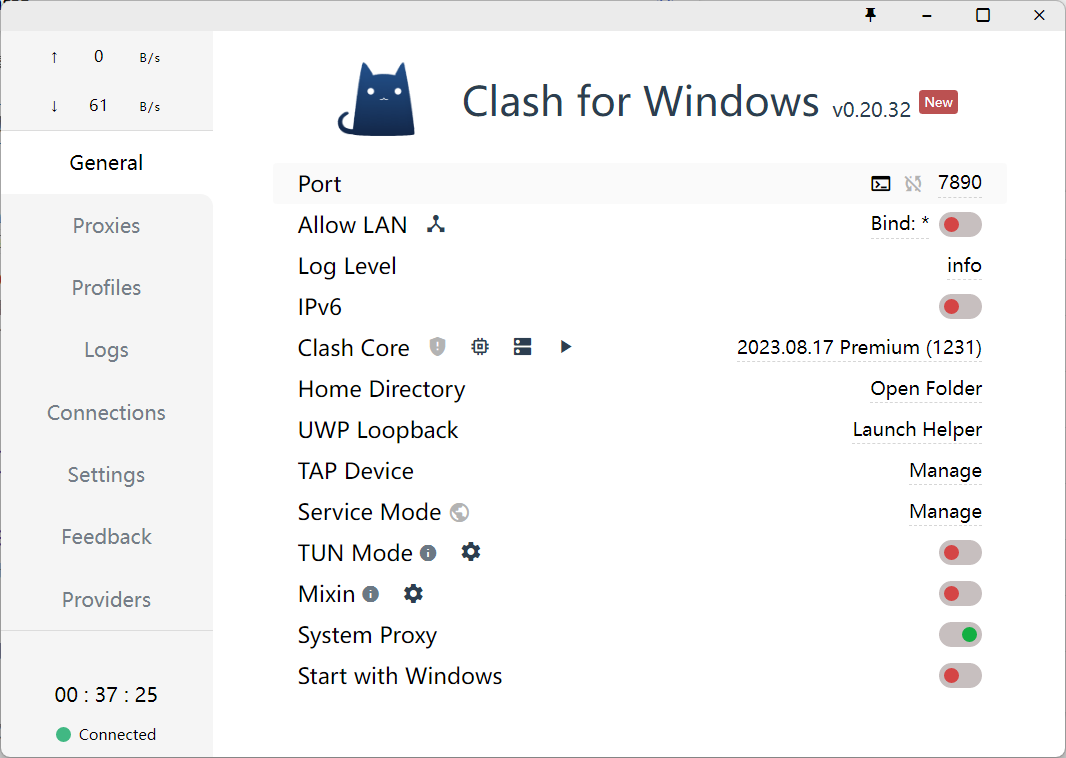 ↑ 0 B/s
↓ 61 B/s
General
Proxies
Profiles
Logs
Connections
Settings
Feedback
Providers
00 : 37 : 25
Connected
Clash for Windows v0.20.32 New
Port 7890
Allow LAN Bind: *
Log Level info
IPv6
Clash Core 2023.08.17 Premium (1231)
Home Directory Open Folder
UWP Loopback Launch Helper
TAP Device Manage
Service Mode Manage
TUN Mode
Mixin
System Proxy
Start with Windows